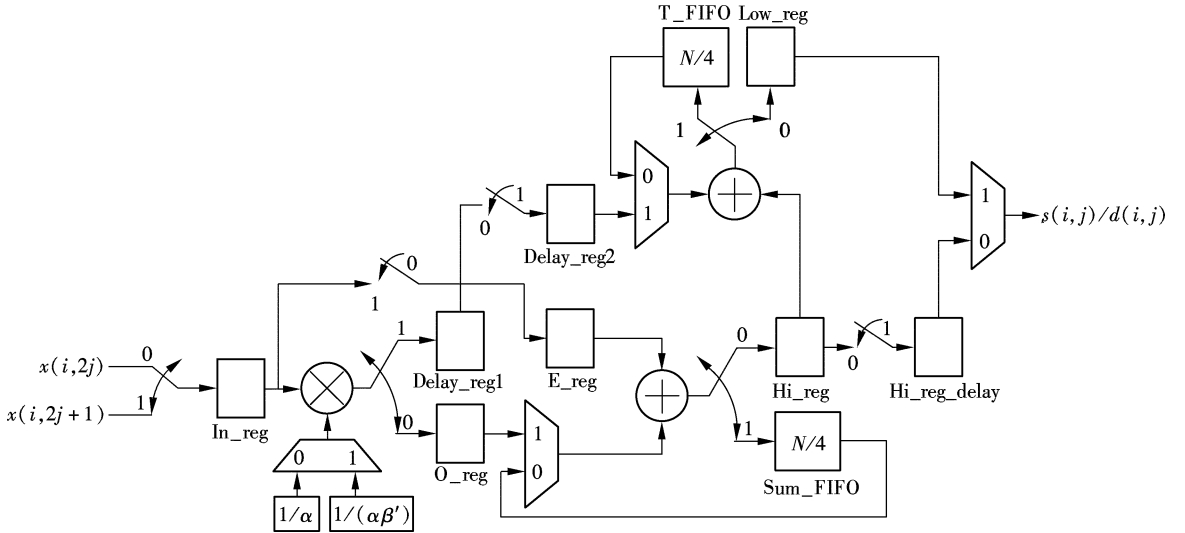 T_FIFO Low_reg
N/4
1 0
0
1
1
0
Delay_reg2
1
0
s(i,j)/d(i,j)
0
1
1
Delay_reg1
E_reg
0
Hi_reg
1
0
Hi_reg_delay
x(i,2j)
0
x(i,2j+1)
1
In_reg
0
O_reg
1
0
1
N/4
Sum_FIFO
0 1
1/α
1/(αβ′)